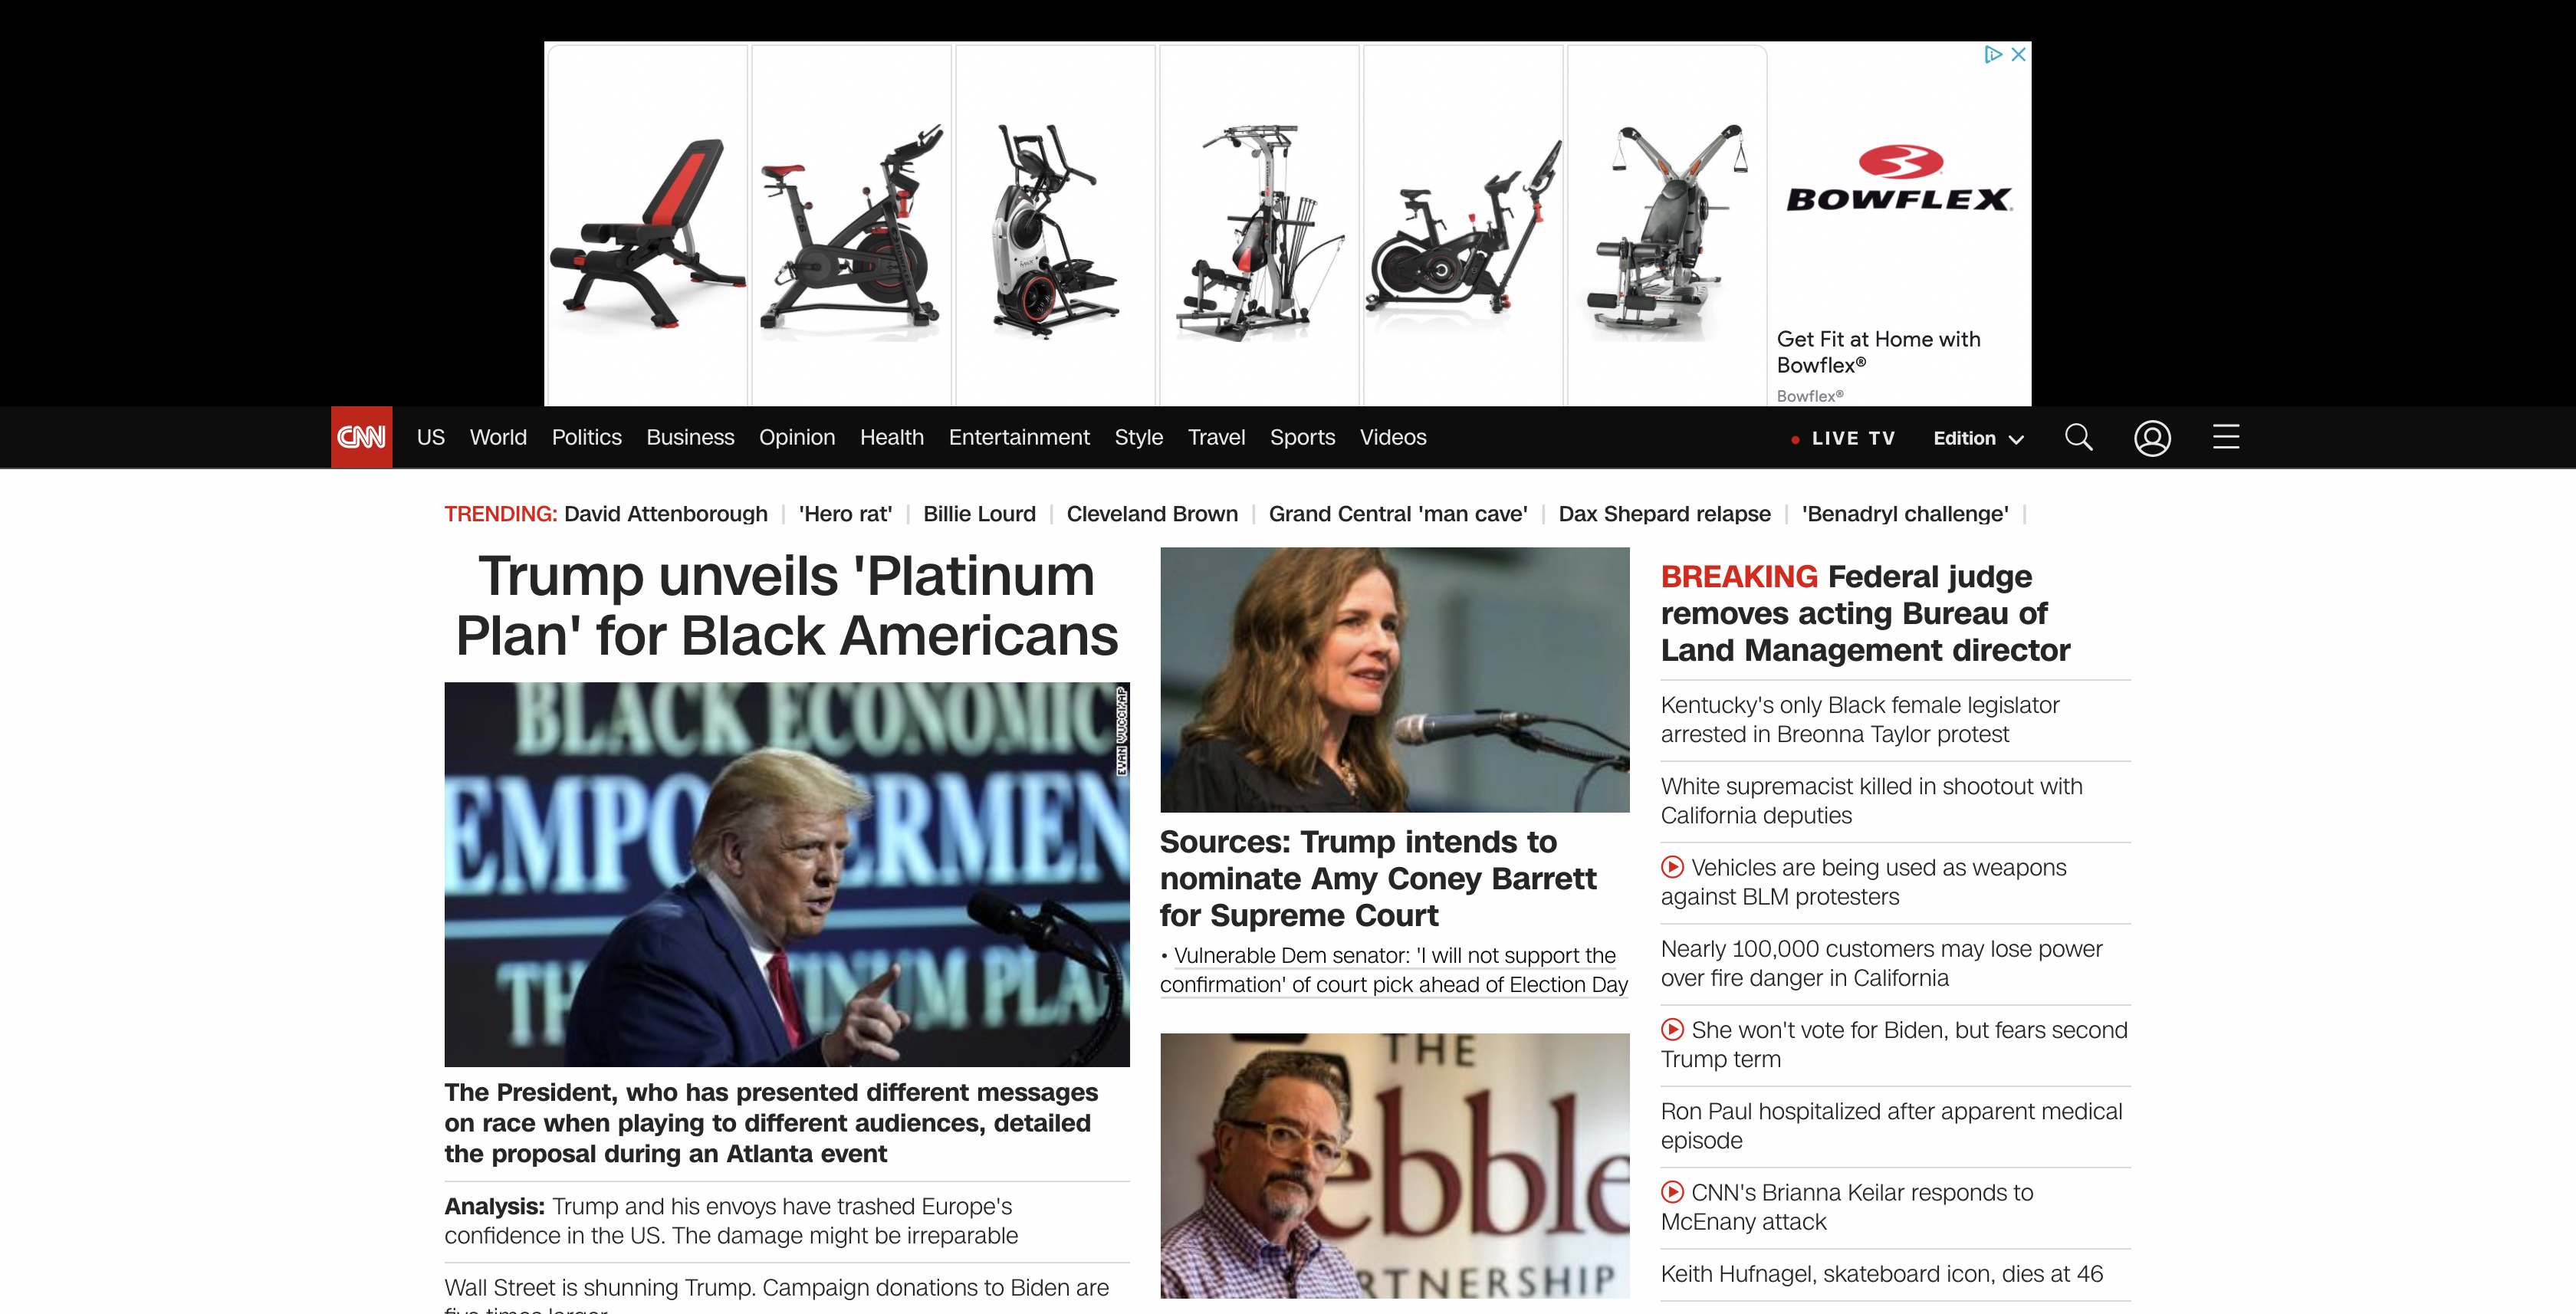 BOWFLEX
Get Fit at Home with
Bowflex®
Bowflex®
CNN
US World Politics Business Opinion Health Entertainment Style Travel Sports Videos
LIVE TV Edition
TRENDING: David Attenborough | 'Hero rat' | Billie Lourd | Cleveland Brown | Grand Central 'man cave' | Dax Shepard relapse | 'Benadryl challenge' |
Trump unveils 'Platinum
Plan' for Black Americans
BLACK ECONOMIC
EVAN VUCCI/AP
The President, who has presented different messages
on race when playing to different audiences, detailed
the proposal during an Atlanta event
Analysis: Trump and his envoys have trashed Europe's
confidence in the US. The damage might be irreparable
Wall Street is shunning Trump. Campaign donations to Biden are
five times larger
Sources: Trump intends to
nominate Amy Coney Barrett
for Supreme Court
• Vulnerable Dem senator: 'I will not support the
confirmation' of court pick ahead of Election Day
THE
ebble
RTNERSHIP
BREAKING Federal judge
removes acting Bureau of
Land Management director
Kentucky's only Black female legislator
arrested in Breonna Taylor protest
White supremacist killed in shootout with
California deputies
Vehicles are being used as weapons
against BLM protesters
Nearly 100,000 customers may lose power
over fire danger in California
She won't vote for Biden, but fears second
Trump term
Ron Paul hospitalized after apparent medical
episode
CNN's Brianna Keilar responds to
McEnany attack
Keith Hufnagel, skateboard icon, dies at 46